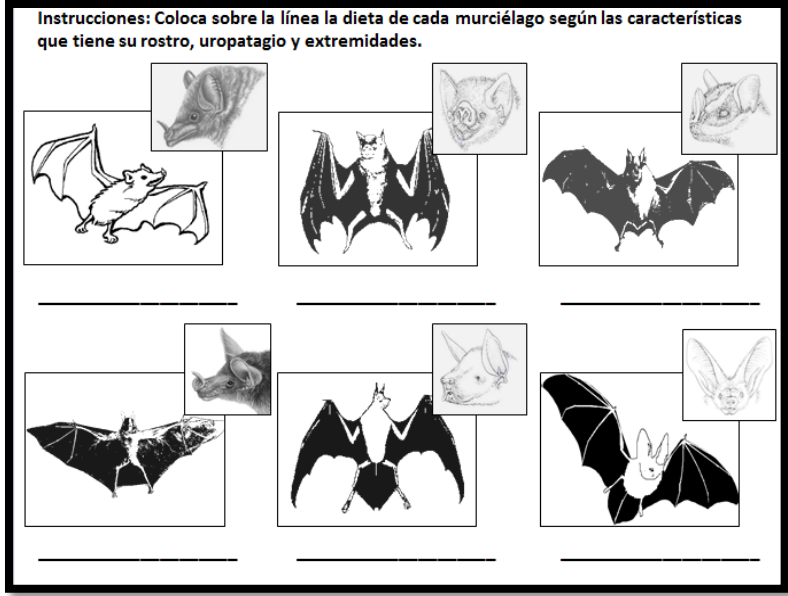 Instrucciones: Coloca sobre la línea la dieta de cada murciélago según las características
que tiene su rostro, uropatagio y extremidades.